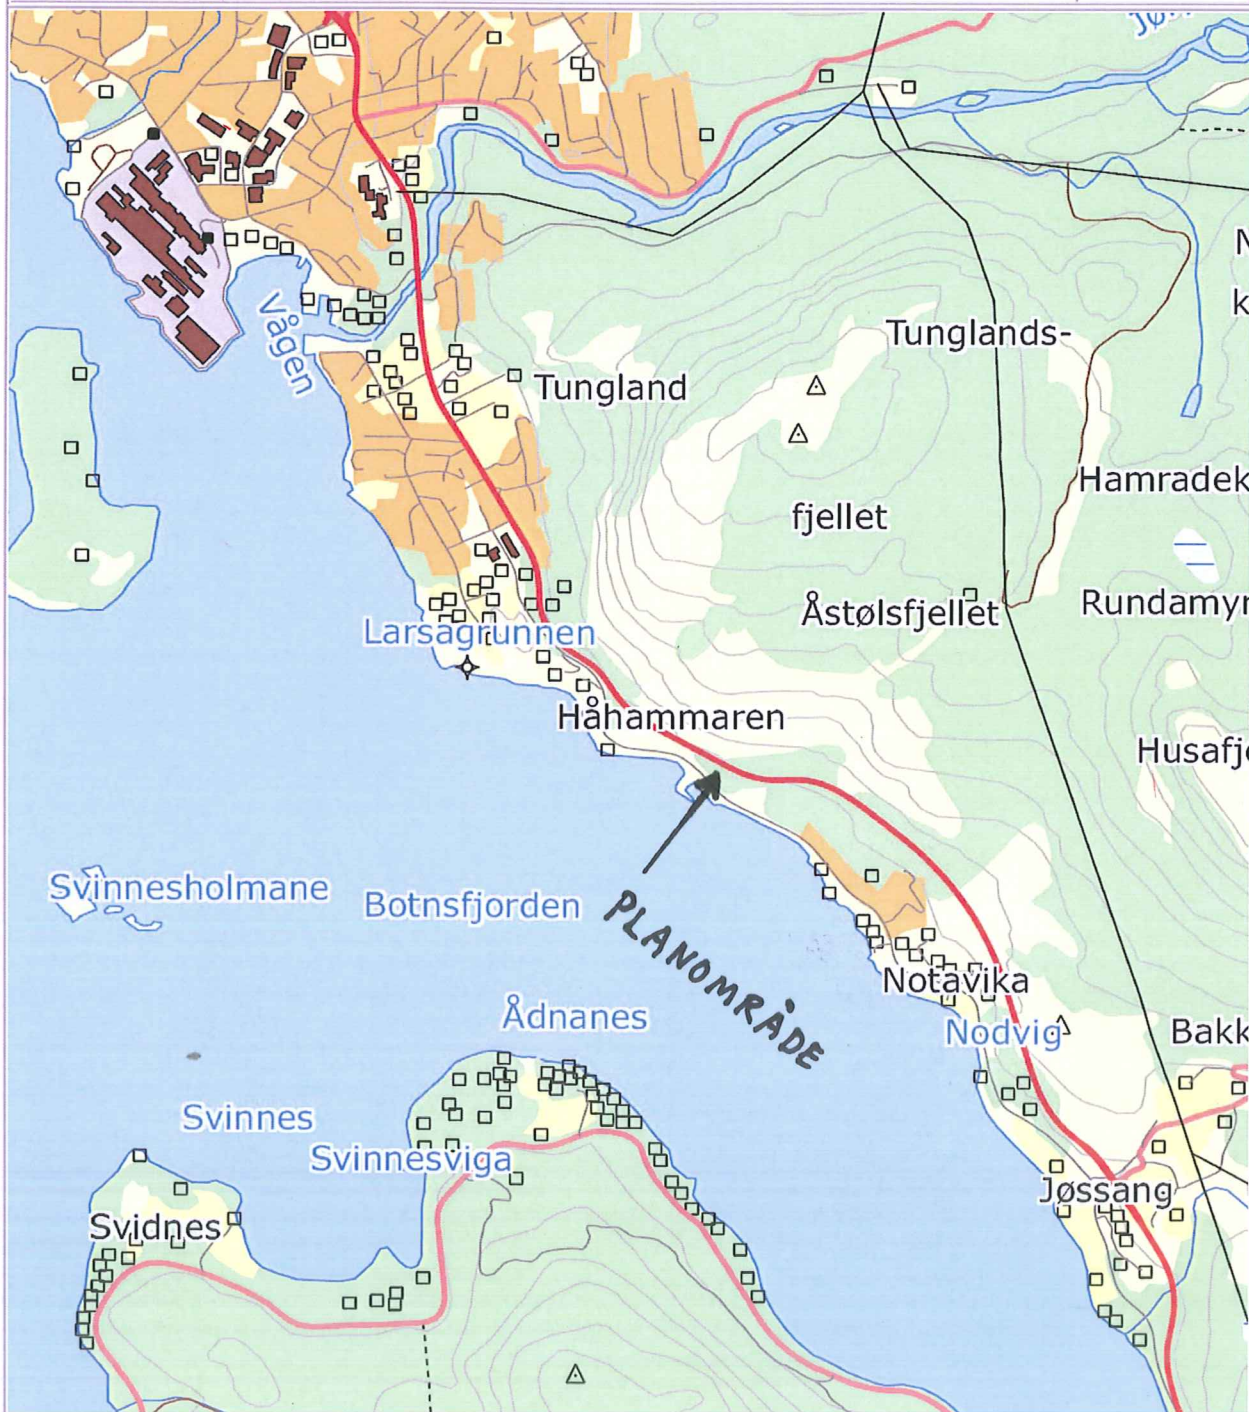 Vågen
Tungland
Tunglands-
fjellet
Hamradek
Åstølsfjellet
Rundamyr
Larsagrunnen
Håhammaren
Husafje
Svinnesholmane
Botnsfjorden
PLANOMRÅDE
Notavika
Ådnanes
Nodvig
Bakk
Svinnes
Svinnesviga
Jøssang
Svidnes